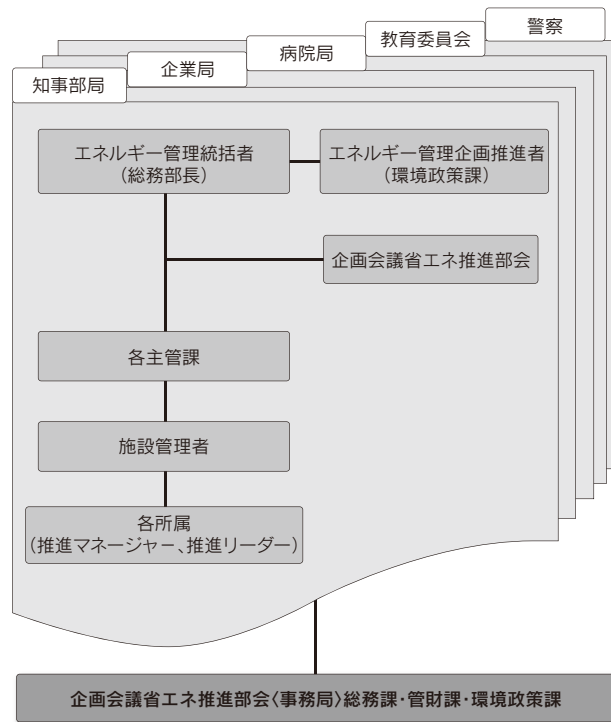 警察
教育委員会
病院局
企業局
知事部局
エネルギー管理統括者
(総務部長)
エネルギー管理企画推進者
(環境政策課)
企画会議省エネ推進部会
各主管課
施設管理者
各所属
(推進マネージャー、推進リーダー)
企画会議省エネ推進部会〈事務局〉総務課・管財課・環境政策課